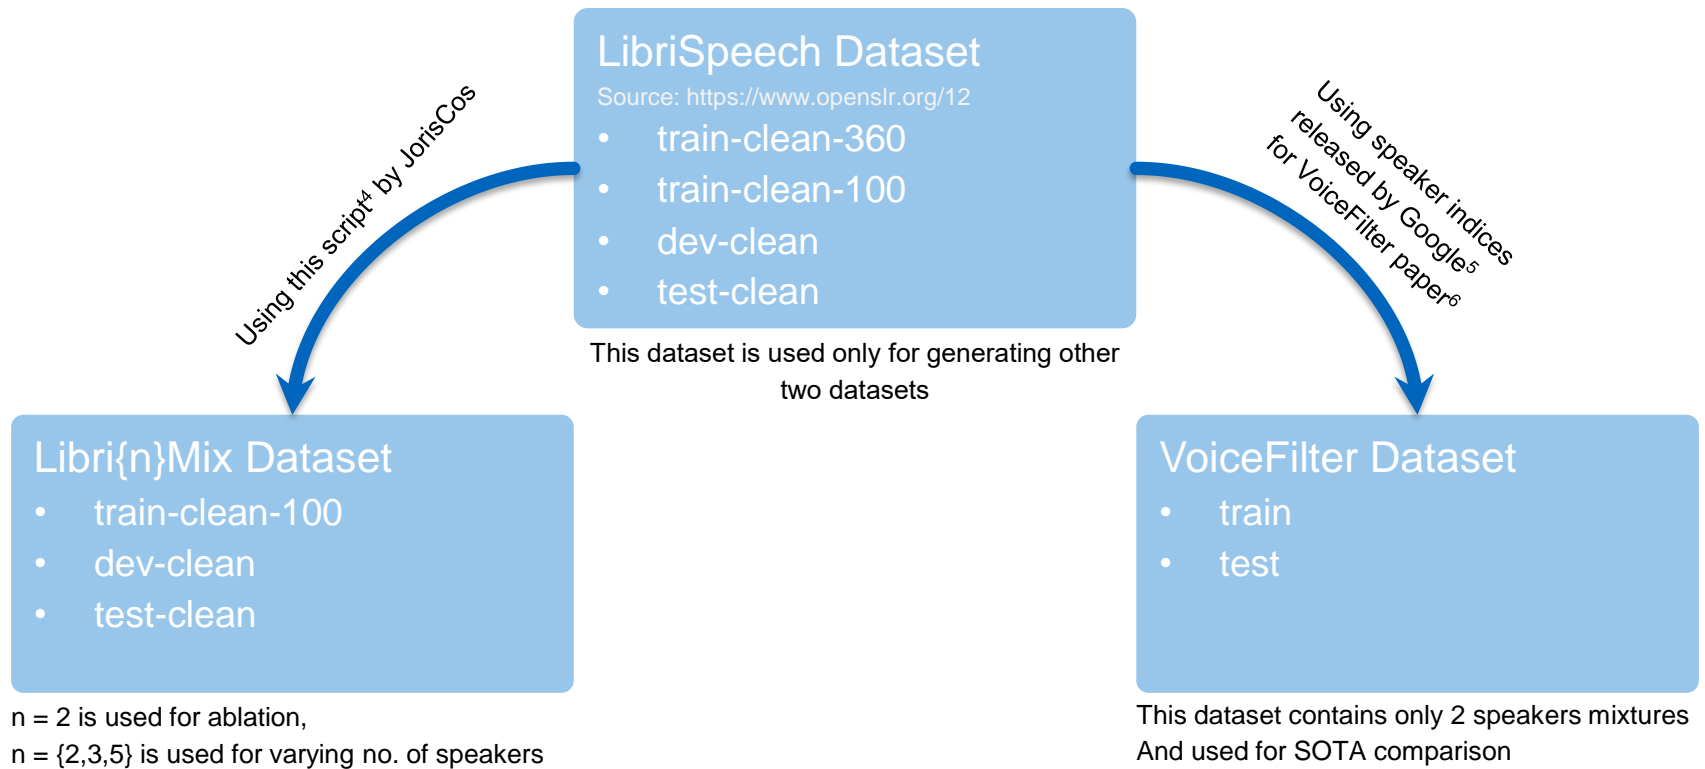 LibriSpeech Dataset
Source: https://www.openslr.org/12
• train-clean-360
• train-clean-100
• dev-clean
• test-clean
This dataset is used only for generating other
two datasets
Using this script⁴ by JorisCos
Using speaker indices
released by Google⁵
for VoiceFilter paper⁶
Libri{n}Mix Dataset
• train-clean-100
• dev-clean
• test-clean
n = 2 is used for ablation,
n = {2,3,5} is used for varying no. of speakers
VoiceFilter Dataset
• train
• test
This dataset contains only 2 speakers mixtures
And used for SOTA comparison